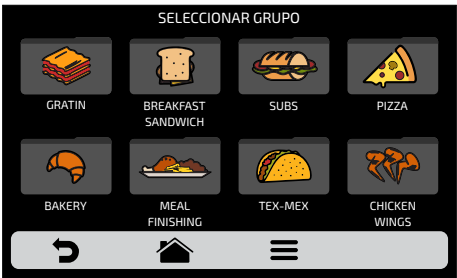 SELECCIONAR GRUPO
GRATIN
BREAKFAST
SANDWICH
SUBS
PIZZA
BAKERY
MEAL
FINISHING
TEX-MEX
CHICKEN
WINGS